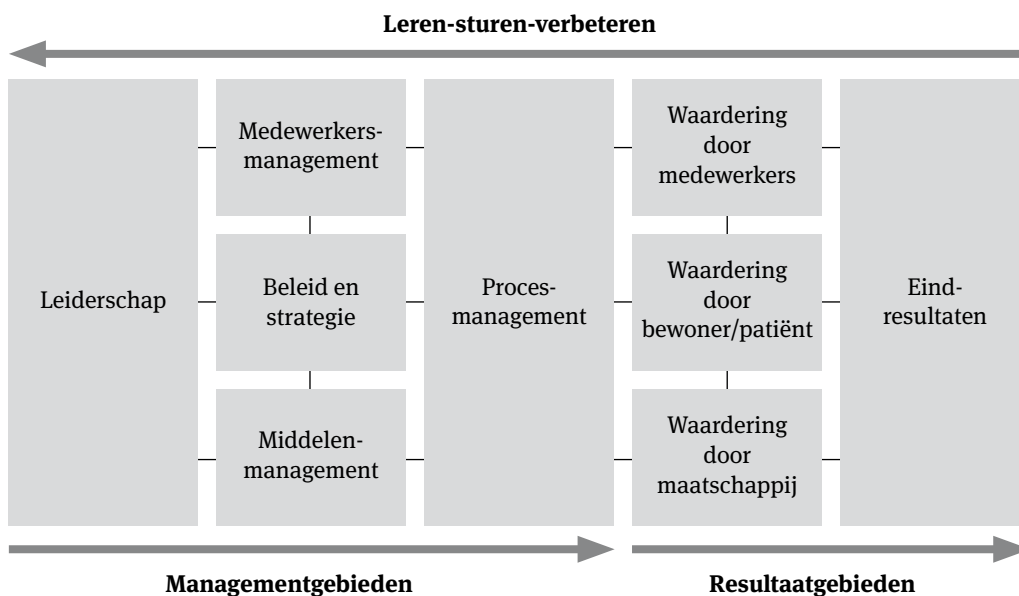 Leren-sturen-verbeteren
Leiderschap
Medewerkers-
management
Beleid en
strategie
Middelen-
management
Proces-
management
Waardering
door
medewerkers
Waardering
door
bewoner/patiënt
Waardering
door
maatschappij
Eind-
resultaten
Managementgebieden
Resultaatgebieden